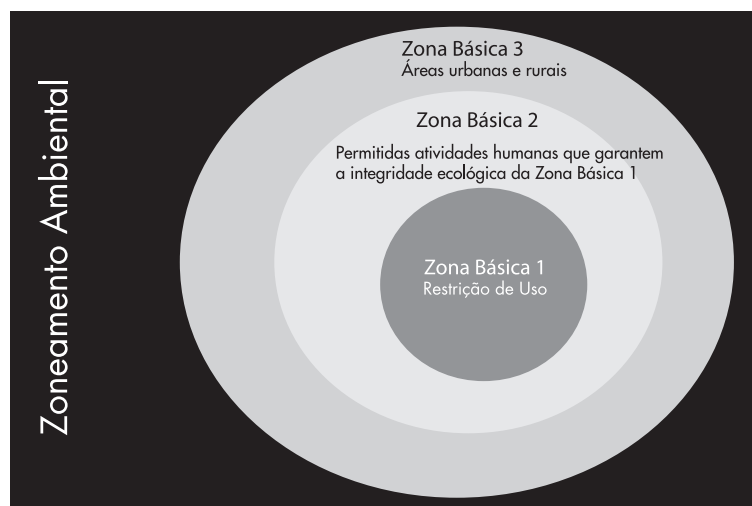 Zoneamento Ambiental
Zona Básica 3
Áreas urbanas e rurais
Zona Básica 2
Permitidas atividades humanas que garantem
a integridade ecológica da Zona Básica 1
Zona Básica 1
Restrição de Uso